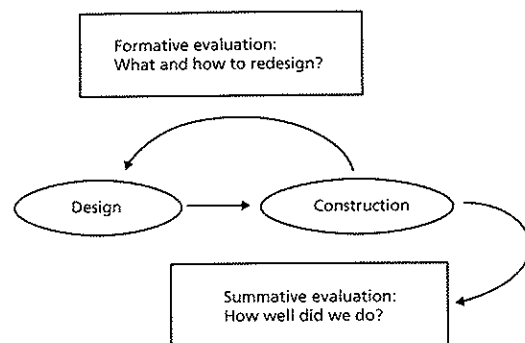 Formative evaluation:
What and how to redesign?
Design
Construction
Summative evaluation:
How well did we do?